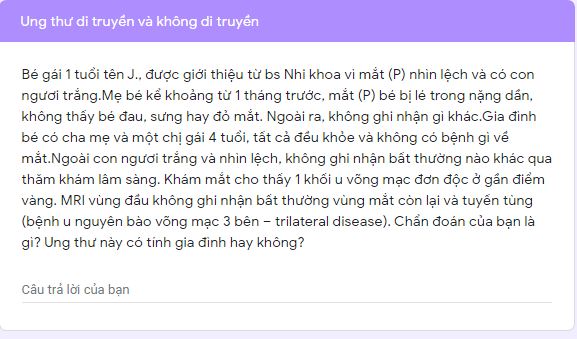 Ung thư di truyền và không di truyền
Bé gái 1 tuổi tên J., được giới thiệu từ bs Nhi khoa vì mắt (P) nhìn lệch và có con
ngươi trắng.Mẹ bé kể khoảng từ 1 tháng trước, mắt (P) bé bị lé trong nặng dần,
không thấy bé đau, sưng hay đỏ mắt. Ngoài ra, không ghi nhận gì khác.Gia đình
bé có cha mẹ và một chị gái 4 tuổi, tất cả đều khỏe và không có bệnh gì về
mắt.Ngoài con ngươi trắng và nhìn lệch, không ghi nhận bất thường nào khác qua
thăm khám lâm sàng. Khám mắt cho thấy 1 khối u võng mạc đơn độc ở gần điểm
vàng. MRI vùng đầu không ghi nhận bất thường vùng mắt còn lại và tuyến tùng
(bệnh u nguyên bào võng mạc 3 bên – trilateral disease). Chẩn đoán của bạn là
gì? Ung thư này có tính gia đình hay không?
Câu trả lời của bạn